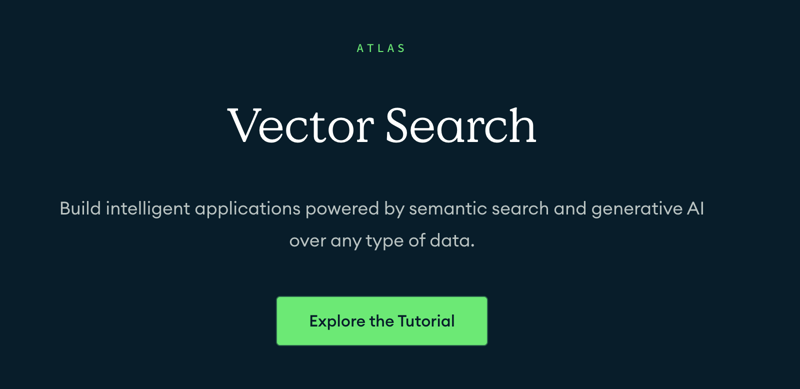 ATLAS
Vector Search
Build intelligent applications powered by semantic search and generative AI
over any type of data.
Explore the Tutorial